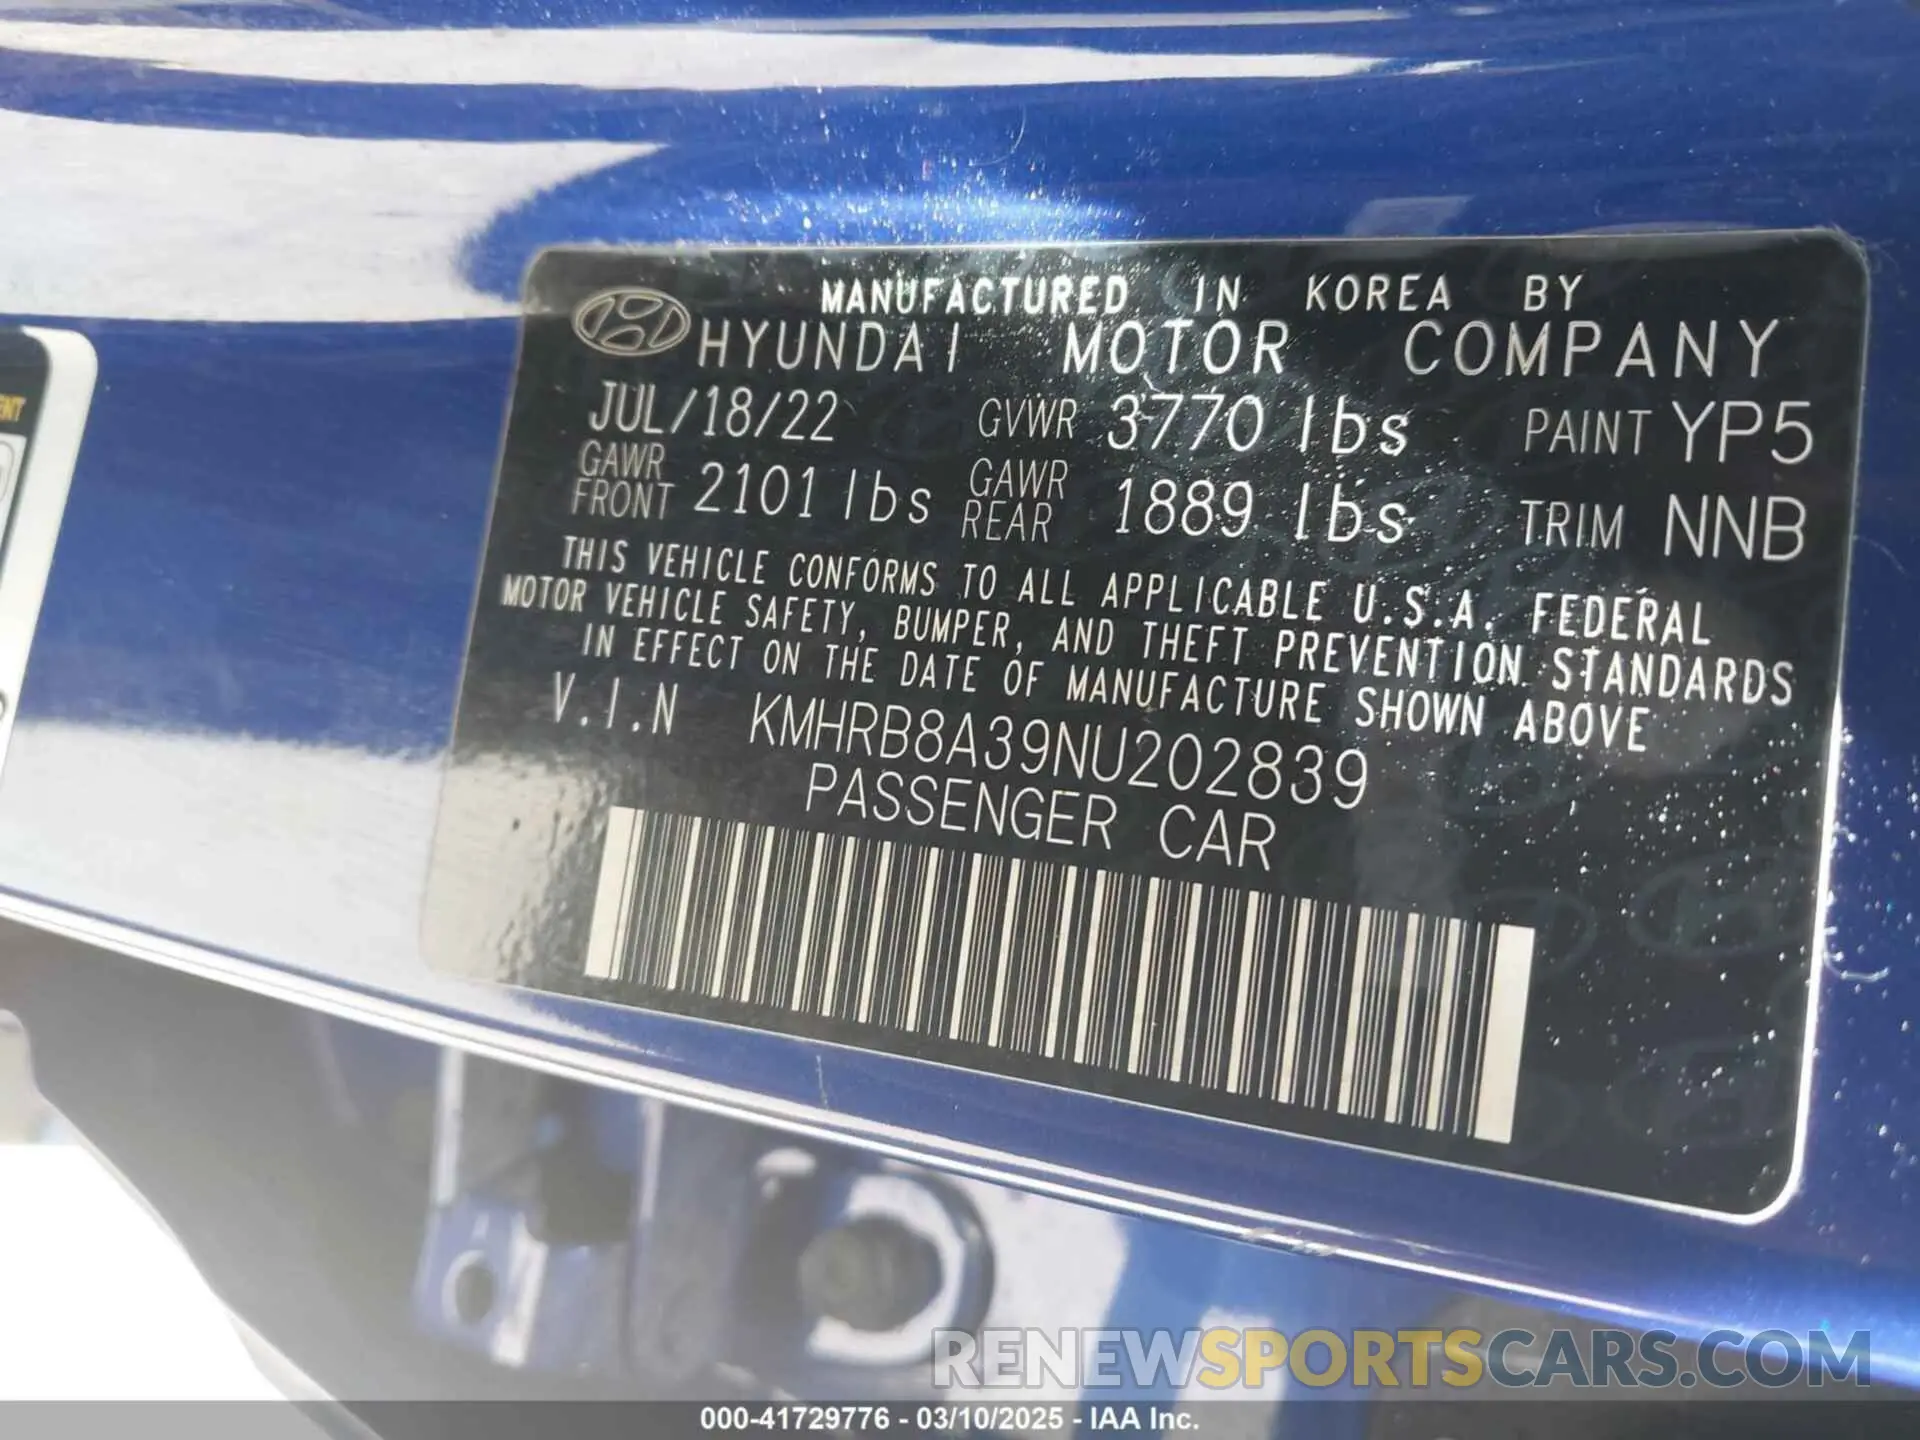 MANUFACTURED IN KOREA BY
HYUNDAI MOTOR COMPANY
JUL/18/22 GVWR 3770 lbs PAINT YP5
GAWR FRONT 2101 lbs GAWR REAR 1889 lbs TRIM NNB
THIS VEHICLE CONFORMS TO ALL APPLICABLE U.S.A. FEDERAL
MOTOR VEHICLE SAFETY, BUMPER, AND THEFT PREVENTION STANDARDS
IN EFFECT ON THE DATE OF MANUFACTURE SHOWN ABOVE
V.I.N KMHRB8A39NU202839
PASSENGER CAR
RENEWSPORTSCARS.COM
000-41729776 - 03/10/2025 - IAA Inc.